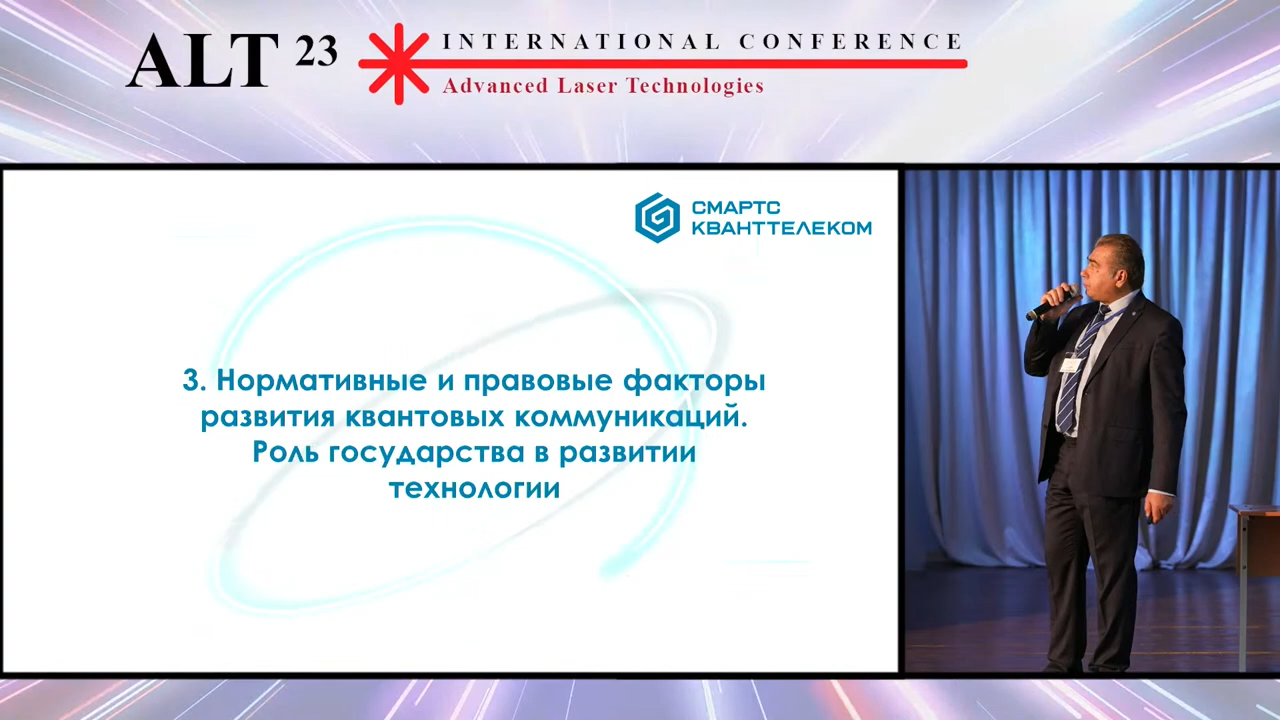 ALT 23
INTERNATIONAL CONFERENCE
Advanced Laser Technologies
СМАРТС
КВАНТТЕЛЕКОМ
3. Нормативные и правовые факторы
развития квантовых коммуникаций.
Роль государства в развитии
технологии